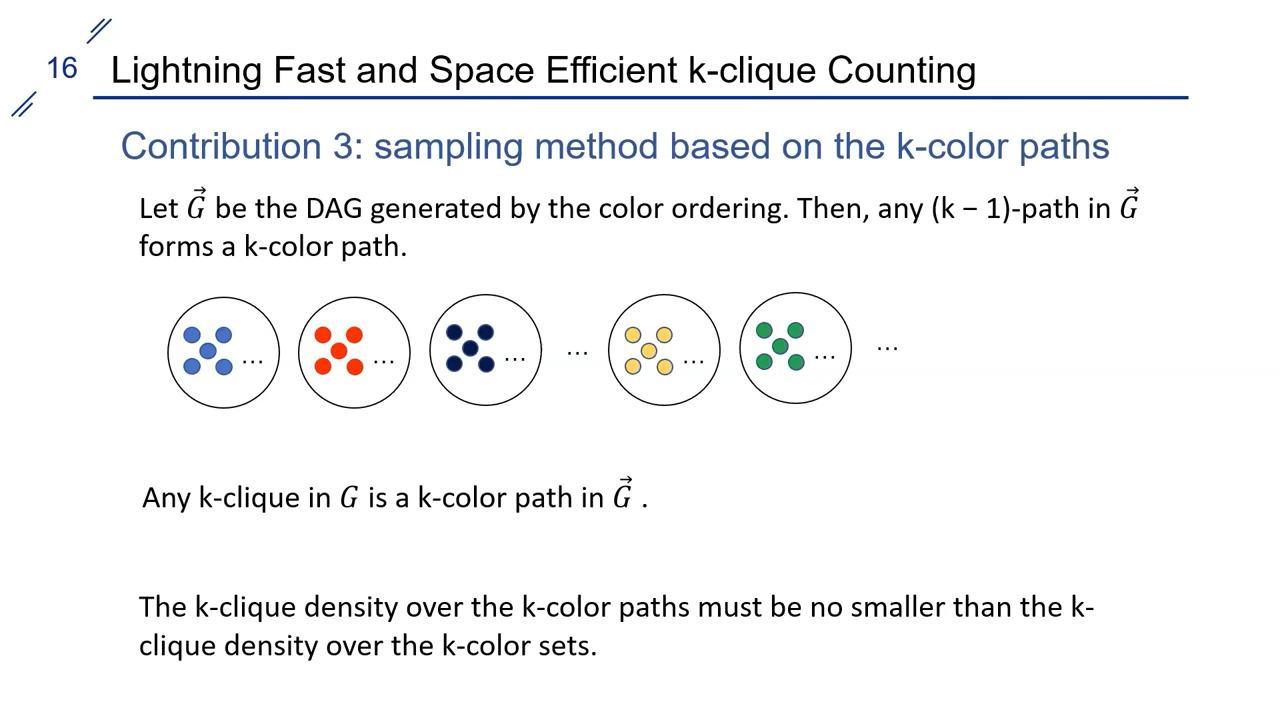 16 Lightning Fast and Space Efficient k-clique Counting
Contribution 3: sampling method based on the k-color paths
Let G⃗ be the DAG generated by the color ordering. Then, any (k − 1)-path in G⃗
forms a k-color path.
... ... ... ... ... ... ...
Any k-clique in G is a k-color path in G⃗ .
The k-clique density over the k-color paths must be no smaller than the k-
clique density over the k-color sets.